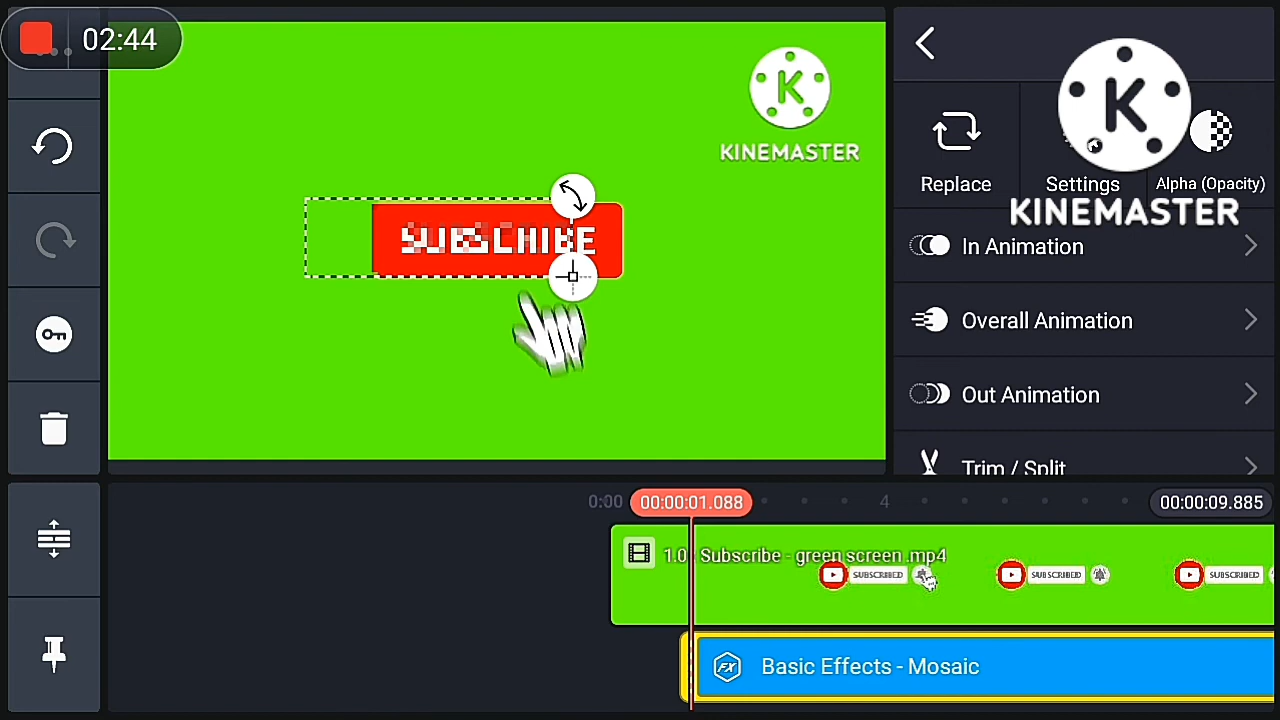 02:44
KINEMASTER
SUBSCRIBE
KINEMASTER
Replace
Settings
Alpha (Opacity)
In Animation
Overall Animation
Out Animation
Trim / Split
0:00
00:00:01.088
4
00:00:09.885
1.0
Subscribe - green screen .mp4
SUBSCRIBED
SUBSCRIBED
SUBSCRIBED
FX
Basic Effects - Mosaic